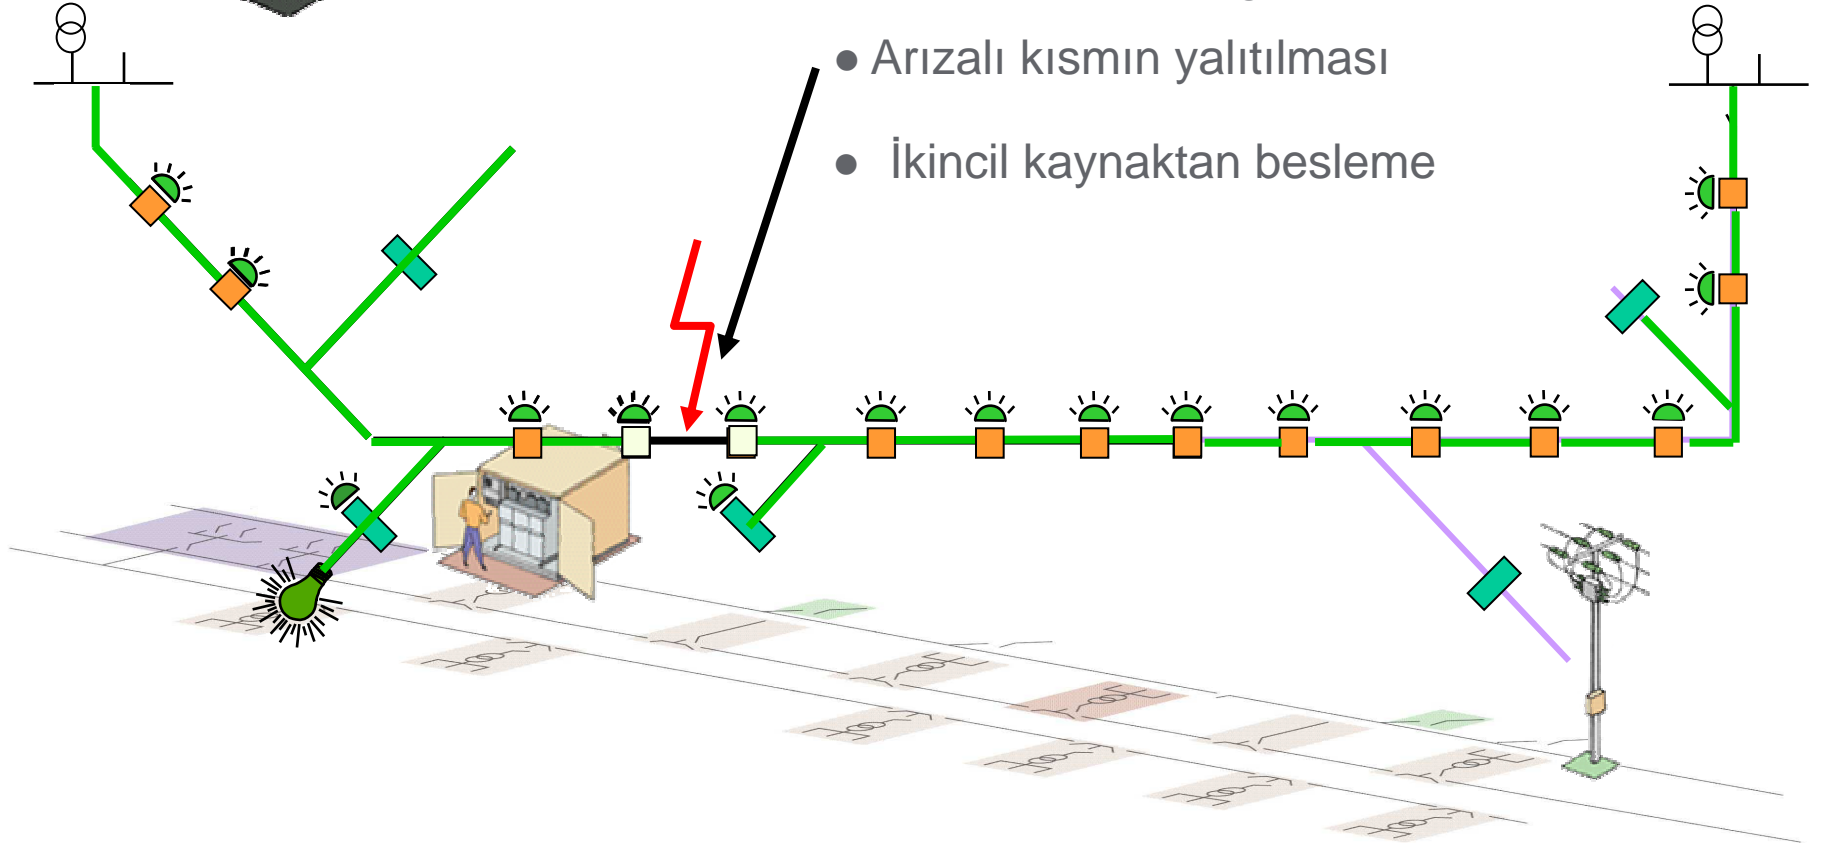 ● Arızalı kısmın yalıtılması
● İkincil kaynaktan besleme